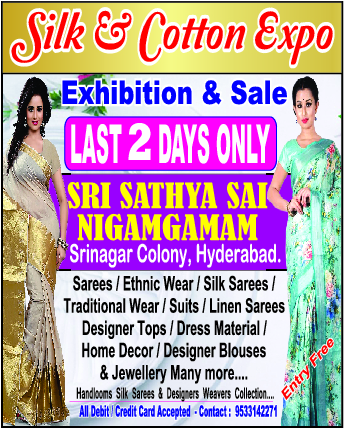 Silk & Cotton Expo
Exhibition & Sale
LAST 2 DAYS ONLY
SRI SATHYA SAI
NIGAMGAMAM
Srinagar Colony, Hyderabad.
Sarees / Ethnic Wear / Silk Sarees /
Traditional Wear / Suits / Linen Sarees
Designer Tops / Dress Material /
Home Decor / Designer Blouses
& Jewellery Many more....
Handlooms Silk Sarees & Designers Weavers Collection....
Entry Free
All Debit / Credit Card Accepted - Contact : 9533142271